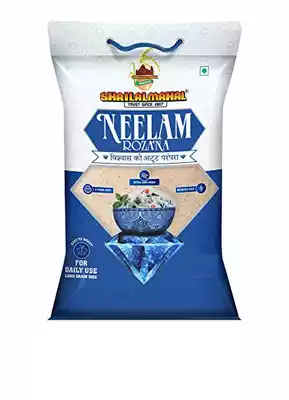 SHRILALMAHAL
TRUST SINCE 1907
NEELAM
ROZANA
विश्वास की अटूट परंपरा
FOR
DAILY USE
LONG GRAIN RICE